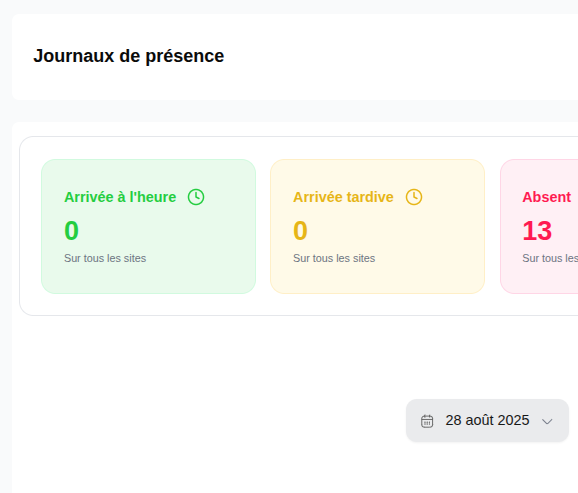 Journaux de présence
Arrivée à l'heure
0
Sur tous les sites
Arrivée tardive
0
Sur tous les sites
Absent
13
Sur tous les
28 août 2025